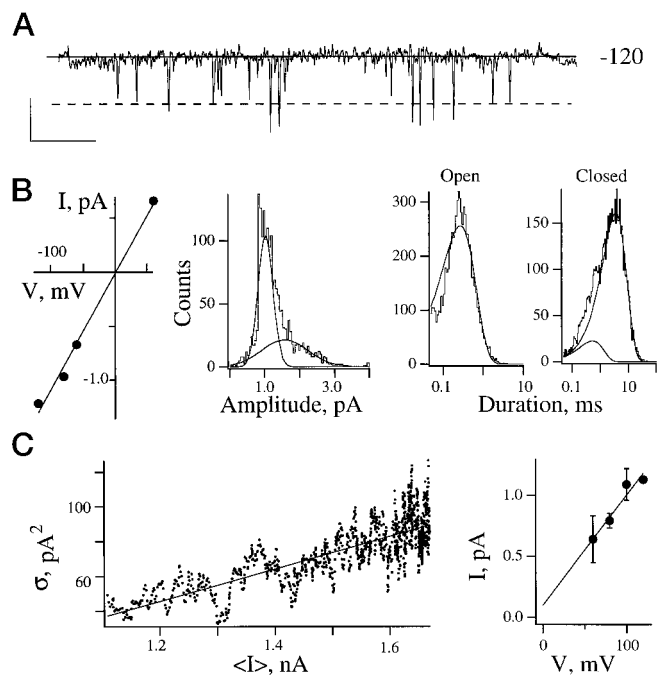 A
-120
B
I, pA
-100
V, mV
-1.0
Counts
100
50
0
1.0 3.0
Amplitude, pA
Open
300
200
100
0
0.1 10
Closed
150
100
50
0
0.1 10
Duration, ms
C
σ, pA²
100
60
1.2 1.4 1.6
<I>, nA
I, pA
1.0
0.5
0.0
0 100
V, mV